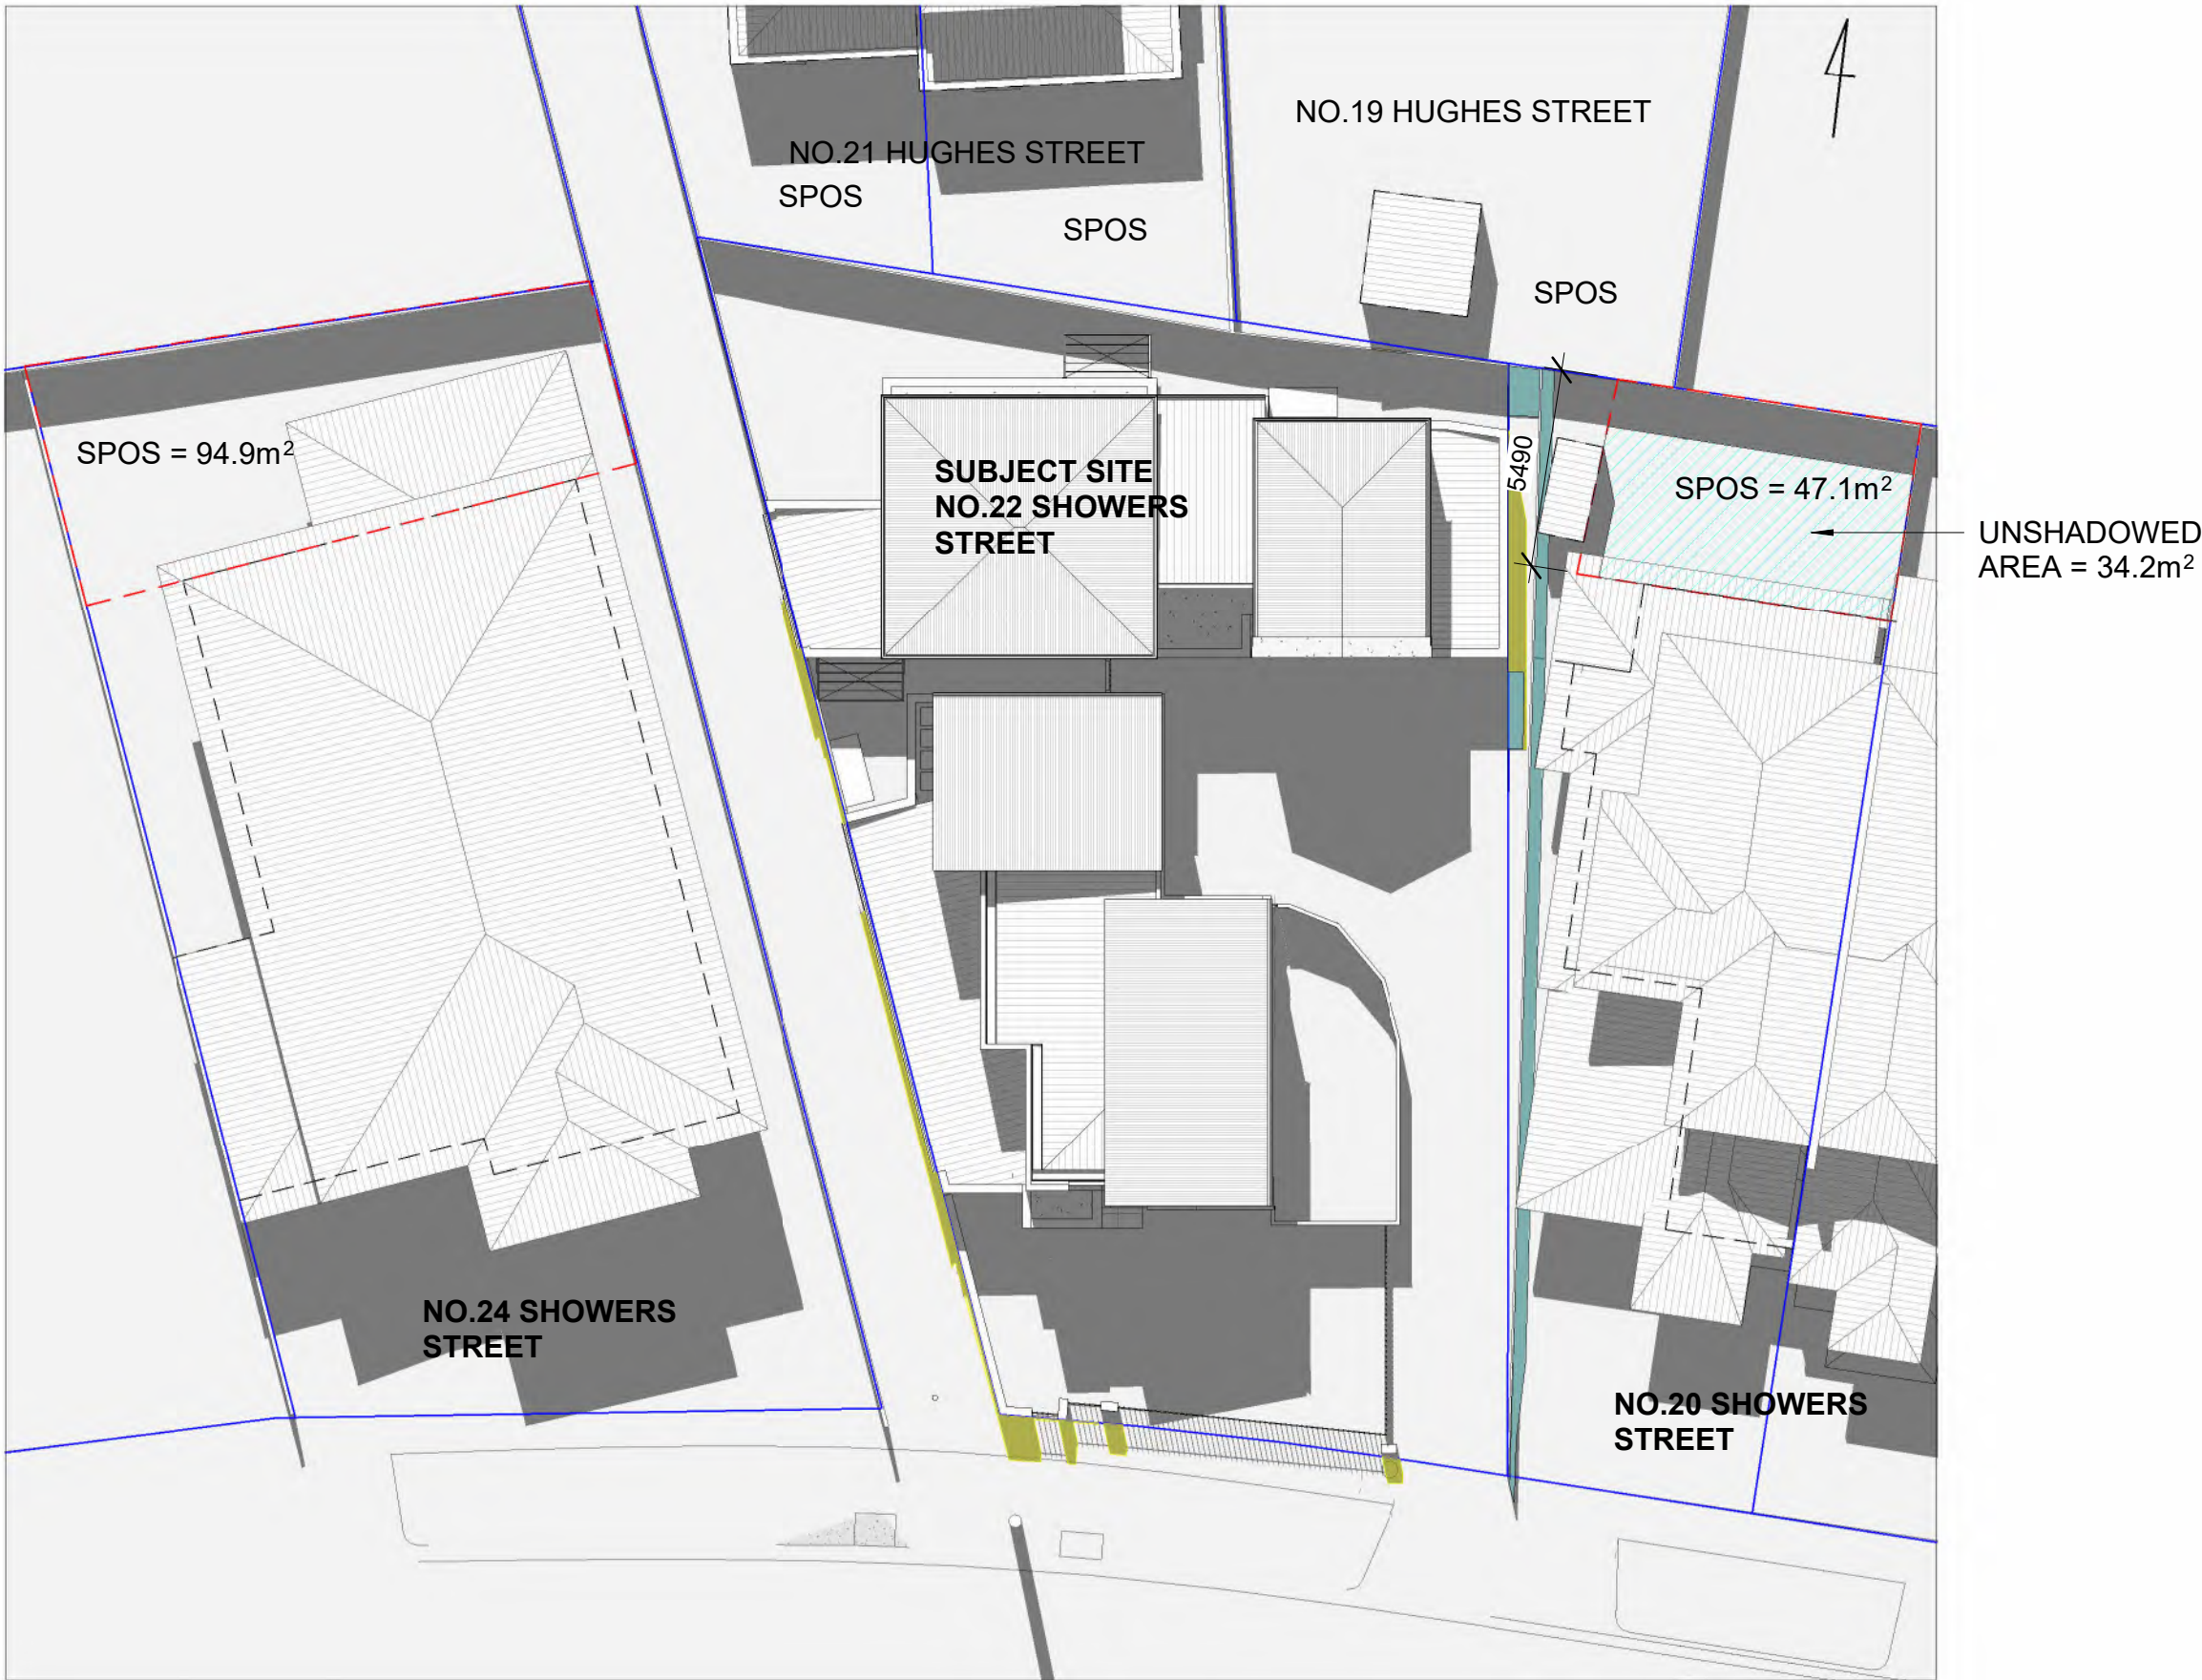 NO.19 HUGHES STREET
NO.21 HUGHES STREET
SPOS
SPOS
SPOS
SPOS = 94.9m²
SUBJECT SITE
NO.22 SHOWERS
STREET
5490
SPOS = 47.1m²
UNSHADOWED
AREA = 34.2m²
NO.24 SHOWERS
STREET
NO.20 SHOWERS
STREET